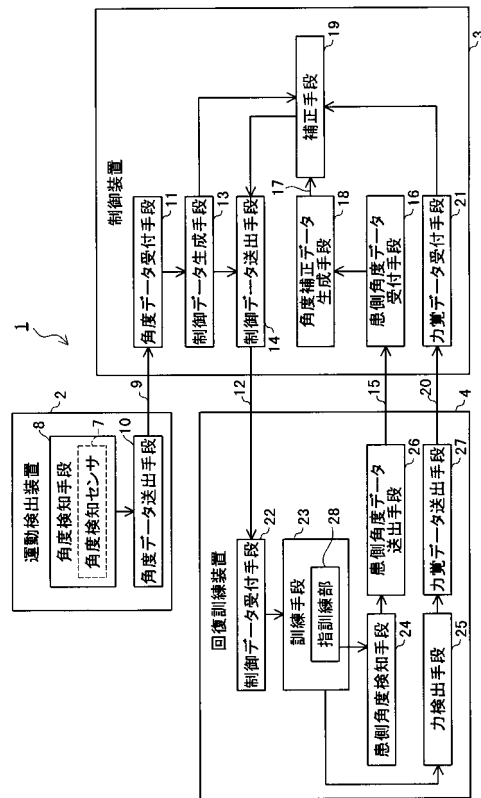 1
運動検出装置
2
8
角度検知手段
7
角度検知センサ
10
角度データ送出手段
9
制御装置
3
角度データ受付手段
11
制御データ生成手段
13
制御データ送出手段
14
補正手段
19
17
角度補正データ
生成手段
18
患側角度データ
受付手段
16
力覚データ受付手段
21
12
15
20
回復訓練装置
4
制御データ受付手段
22
訓練手段
23
指訓練部
28
患側角度検知手段
24
患側角度データ
送出手段
26
力検出手段
25
力覚データ送出手段
27